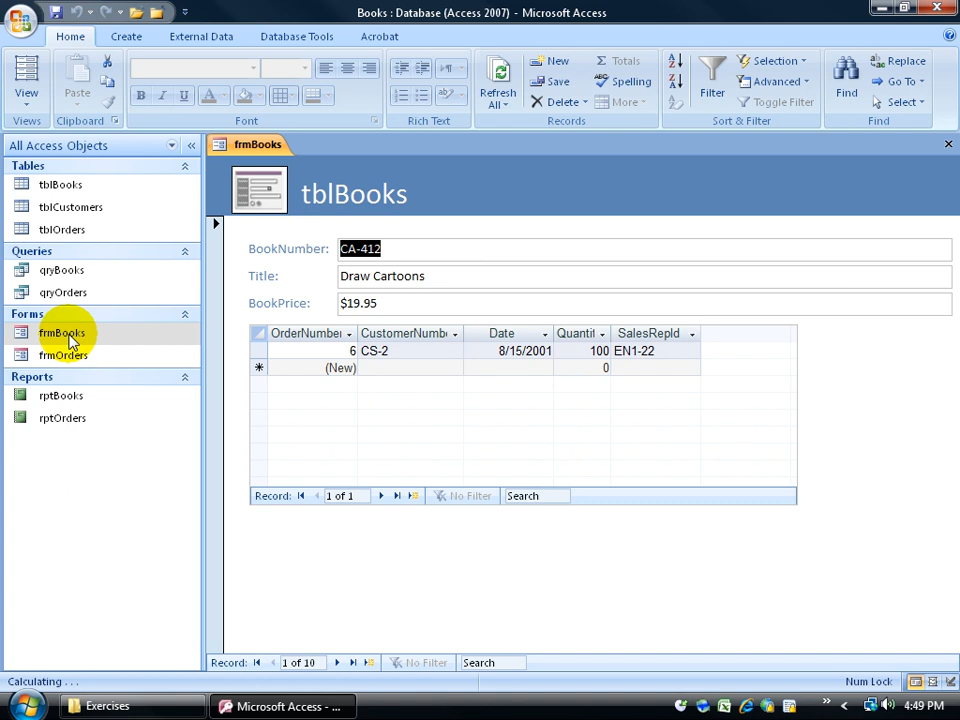 Books : Database (Access 2007) - Microsoft Access
Home Create External Data Database Tools Acrobat
View Paste Refresh All New Save Delete Totals Spelling More Filter Selection Advanced Toggle Filter Find Replace Go To Select
Views Clipboard Font Rich Text Records Sort & Filter Find
All Access Objects
Tables
tblBooks
tblCustomers
tblOrders
Queries
qryBooks
qryOrders
Forms
frmBooks
frmOrders
Reports
rptBooks
rptOrders
frmBooks
tblBooks
BookNumber: CA-412
Title: Draw Cartoons
BookPrice: $19.95
OrderNumber CustomerNumbe Date Quantit SalesRepId
6 CS-2 8/15/2001 100 EN1-22
(New) 0
Record: 1 of 1 No Filter Search
Record: 1 of 10 No Filter Search
Calculating . . . Num Lock
Exercises Microsoft Access - ... 4:49 PM